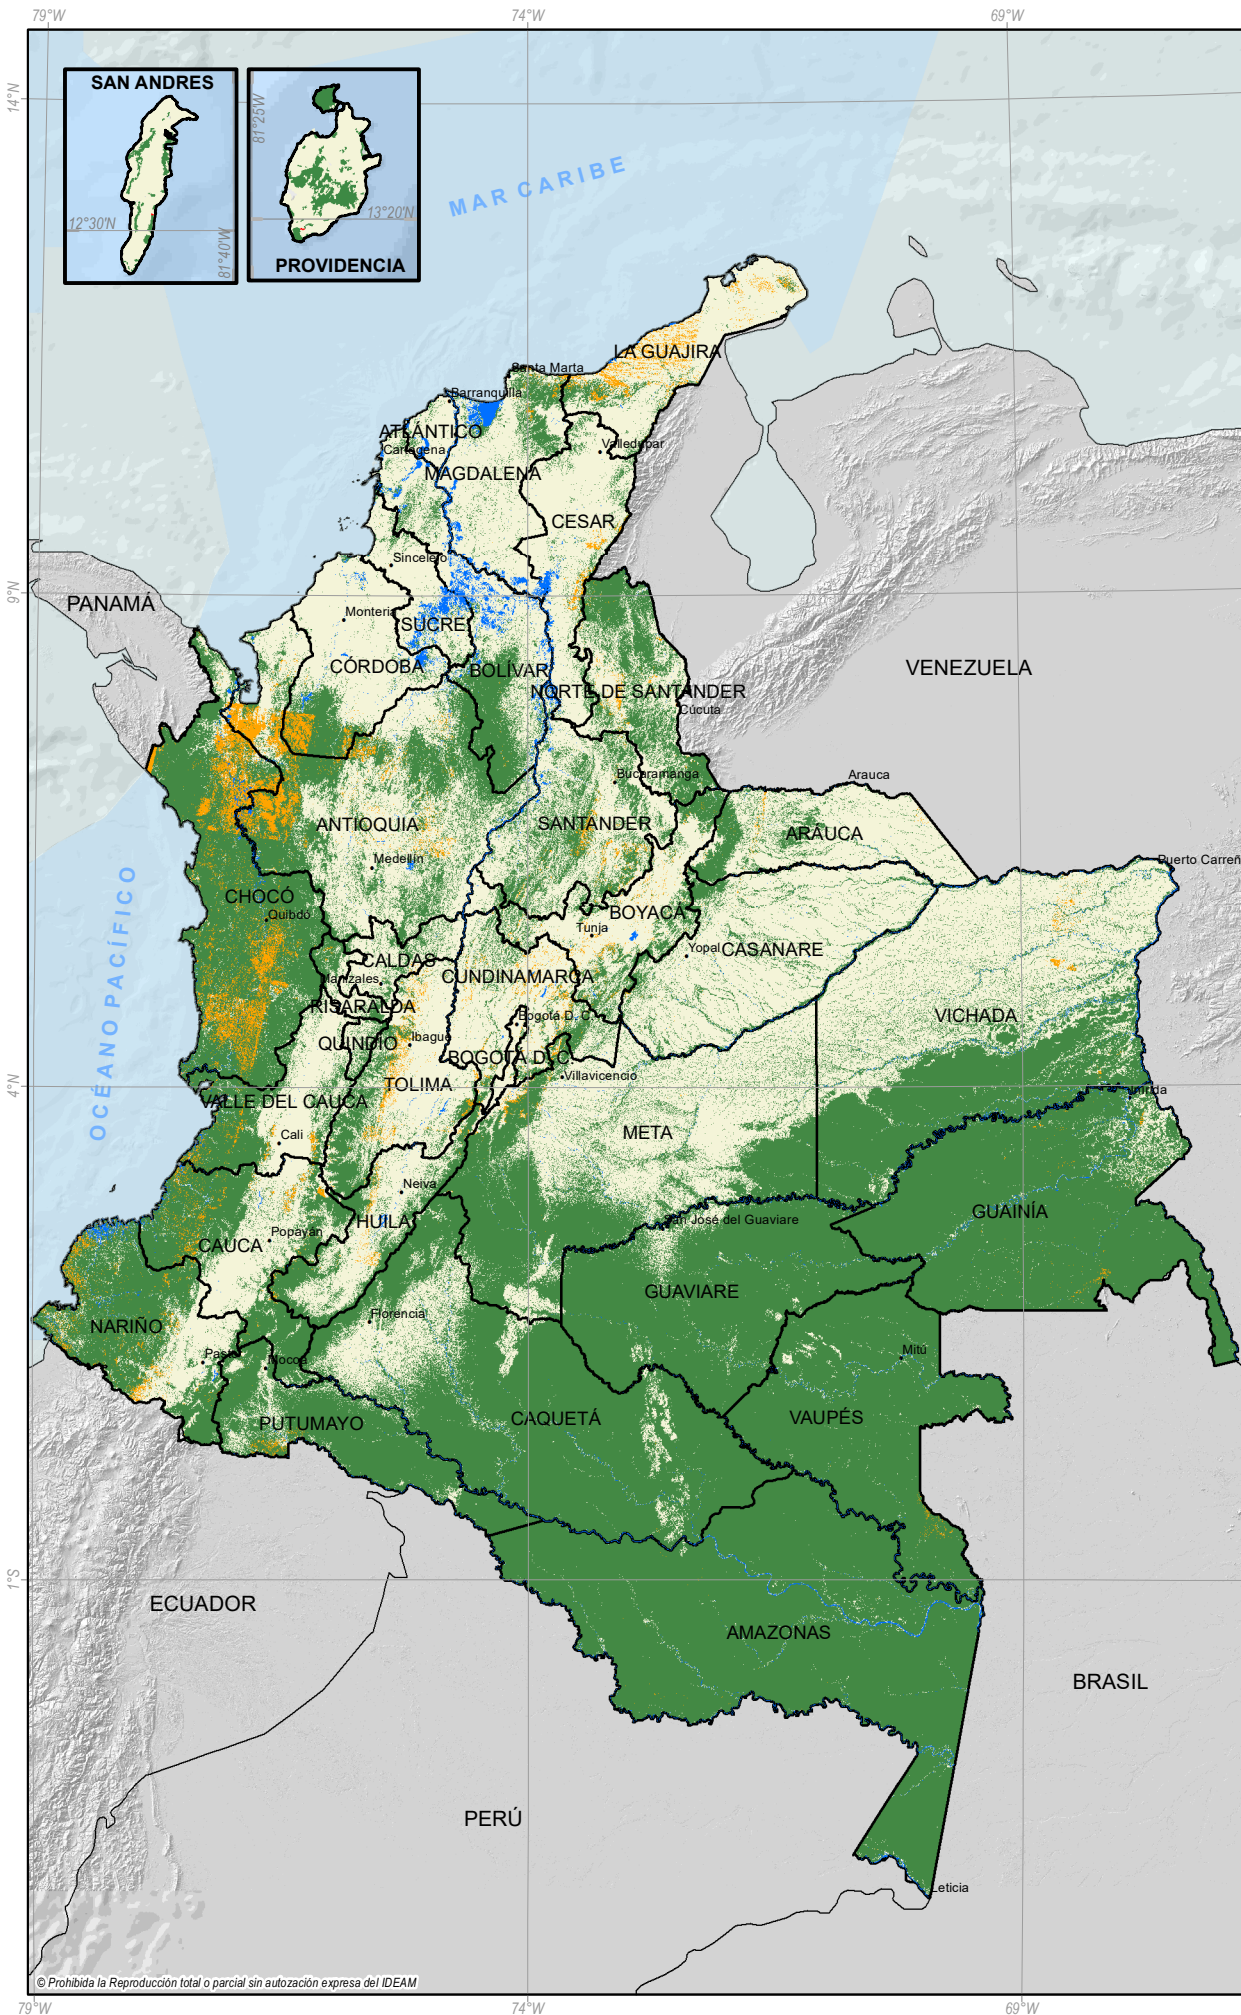 79°W
74°W
69°W
14°N
SAN ANDRES
12°30'N
81°40'W
81°25'W
13°20'N
PROVIDENCIA
MAR CARIBE
LA GUAJIRA
Santa Marta
Barranquilla
ATLÁNTICO
Cartagena
Valledupar
MAGDALENA
CESAR
Sincelejo
9°N
PANAMÁ
Montería
SUCRE
CÓRDOBA
BOLÍVAR
VENEZUELA
NORTE DE SANTANDER
Cúcuta
Bucaramanga
Arauca
ANTIOQUIA
SANTANDER
ARAUCA
Medellín
Puerto Carreñ
OCÉANO PACÍFICO
CHOCÓ
Quibdó
BOYACÁ
Tunja
Yopal
CASANARE
CALDAS
Manizales
CUNDINAMARCA
RISARALDA
Bogotá D. C.
VICHADA
QUINDIO
Ibagué
BOGOTÁ D. C.
TOLIMA
Villavicencio
4°N
VALLE DEL CAUCA
Inírida
Cali
META
Neiva
HUILA
San José del Guaviare
GUAINÍA
CAUCA
Popayán
GUAVIARE
Florencia
NARIÑO
Pasto
Mocoa
Mitú
PUTUMAYO
CAQUETÁ
VAUPÉS
1°S
ECUADOR
AMAZONAS
BRASIL
PERÚ
Leticia
© Prohibida la Reproducción total o parcial sin autozación expresa del IDEAM
79°W
74°W
69°W